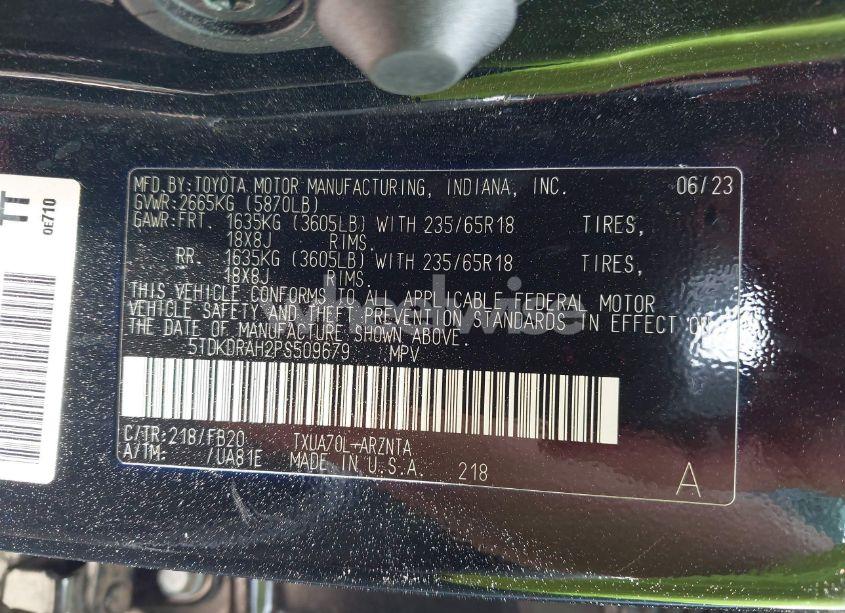 TT
0E710
MFD.BY:TOYOTA MOTOR MANUFACTURING, INDIANA, INC. 06/23
GVWR:2665KG (5870LB)
GAWR:FRT. 1635KG (3605LB) WITH 235/65R18 TIRES,
18X8J RIMS.
RR. 1635KG (3605LB) WITH 235/65R18 TIRES,
18X8J RIMS.
THIS VEHICLE CONFORMS TO ALL APPLICABLE FEDERAL MOTOR
VEHICLE SAFETY AND THEFT PREVENTION STANDARDS IN EFFECT ON
THE DATE OF MANUFACTURE SHOWN ABOVE.
5TDKDRAH2PS509679 MPV
C/TR:218/FB20 TXUA70L-ARZNTA
A/TM: /UA81E MADE IN U.S.A. 218
A